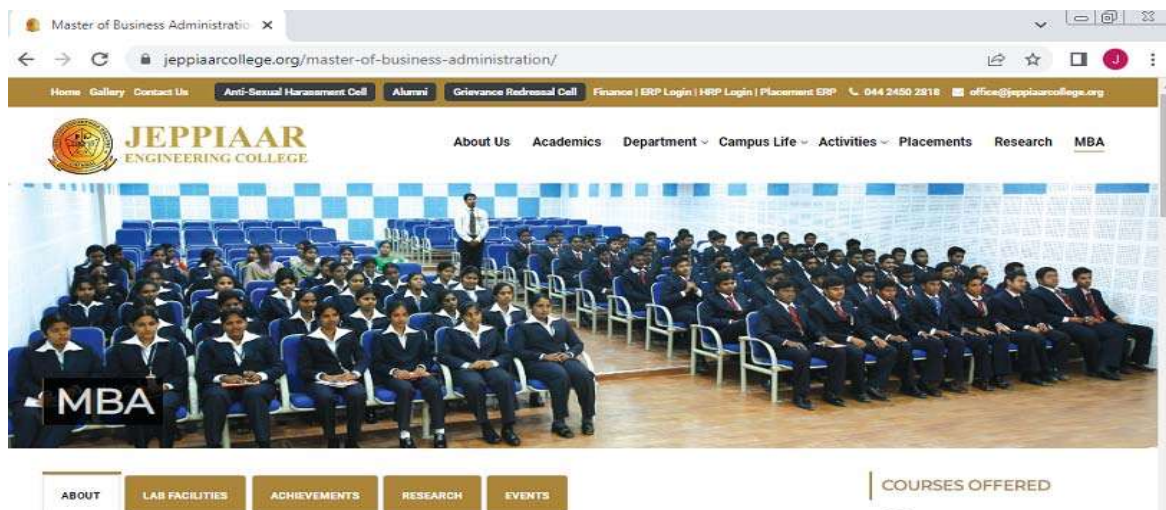 Master of Business Administratio
jeppiaarcollege.org/master-of-business-administration/
J
Home Gallery Contact Us Anti-Sexual Harassment Cell Alumni Grievance Redressal Cell Finance | ERP Login | HRP Login | Placement ERP 044 2450 2818 office@jeppiaarcollege.org
JEPPIAAR
ENGINEERING COLLEGE
About Us Academics Department Campus Life Activities Placements Research MBA
MBA
ABOUT LAB FACILITIES ACHIEVEMENTS RESEARCH EVENTS
COURSES OFFERED